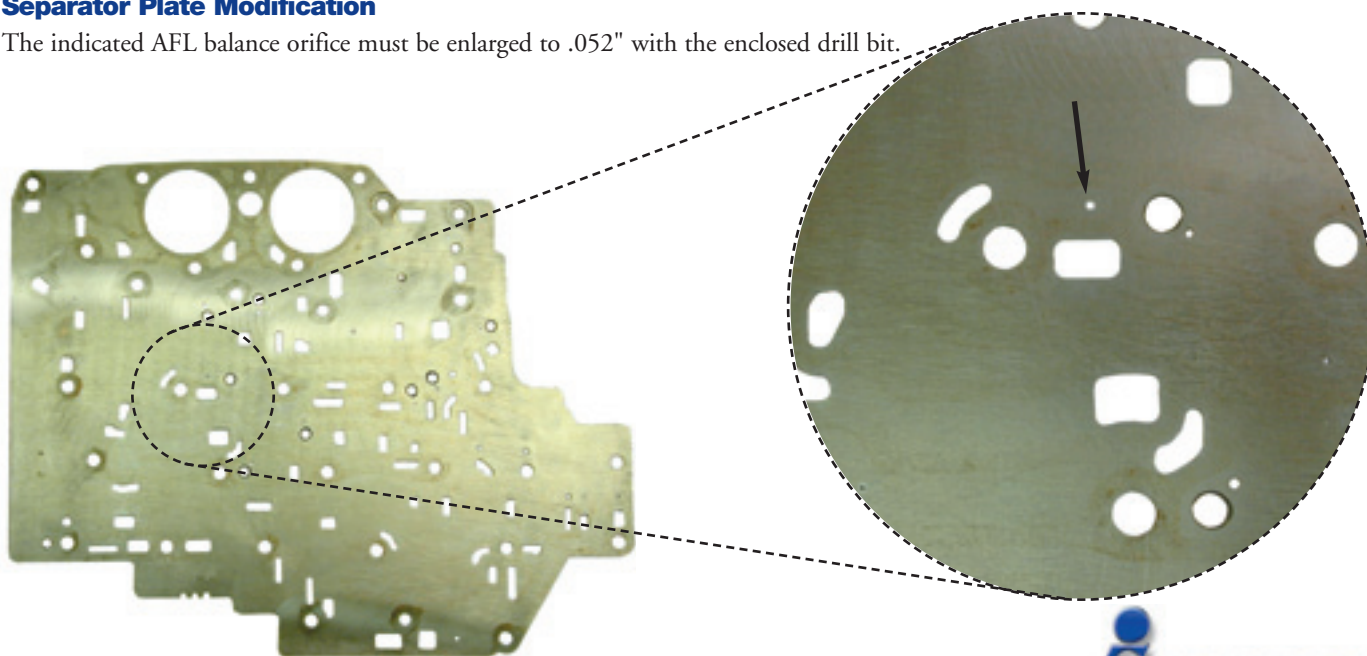 Separator Plate Modification
The indicated AFL balance orifice must be enlarged to .052" with the enclosed drill bit.